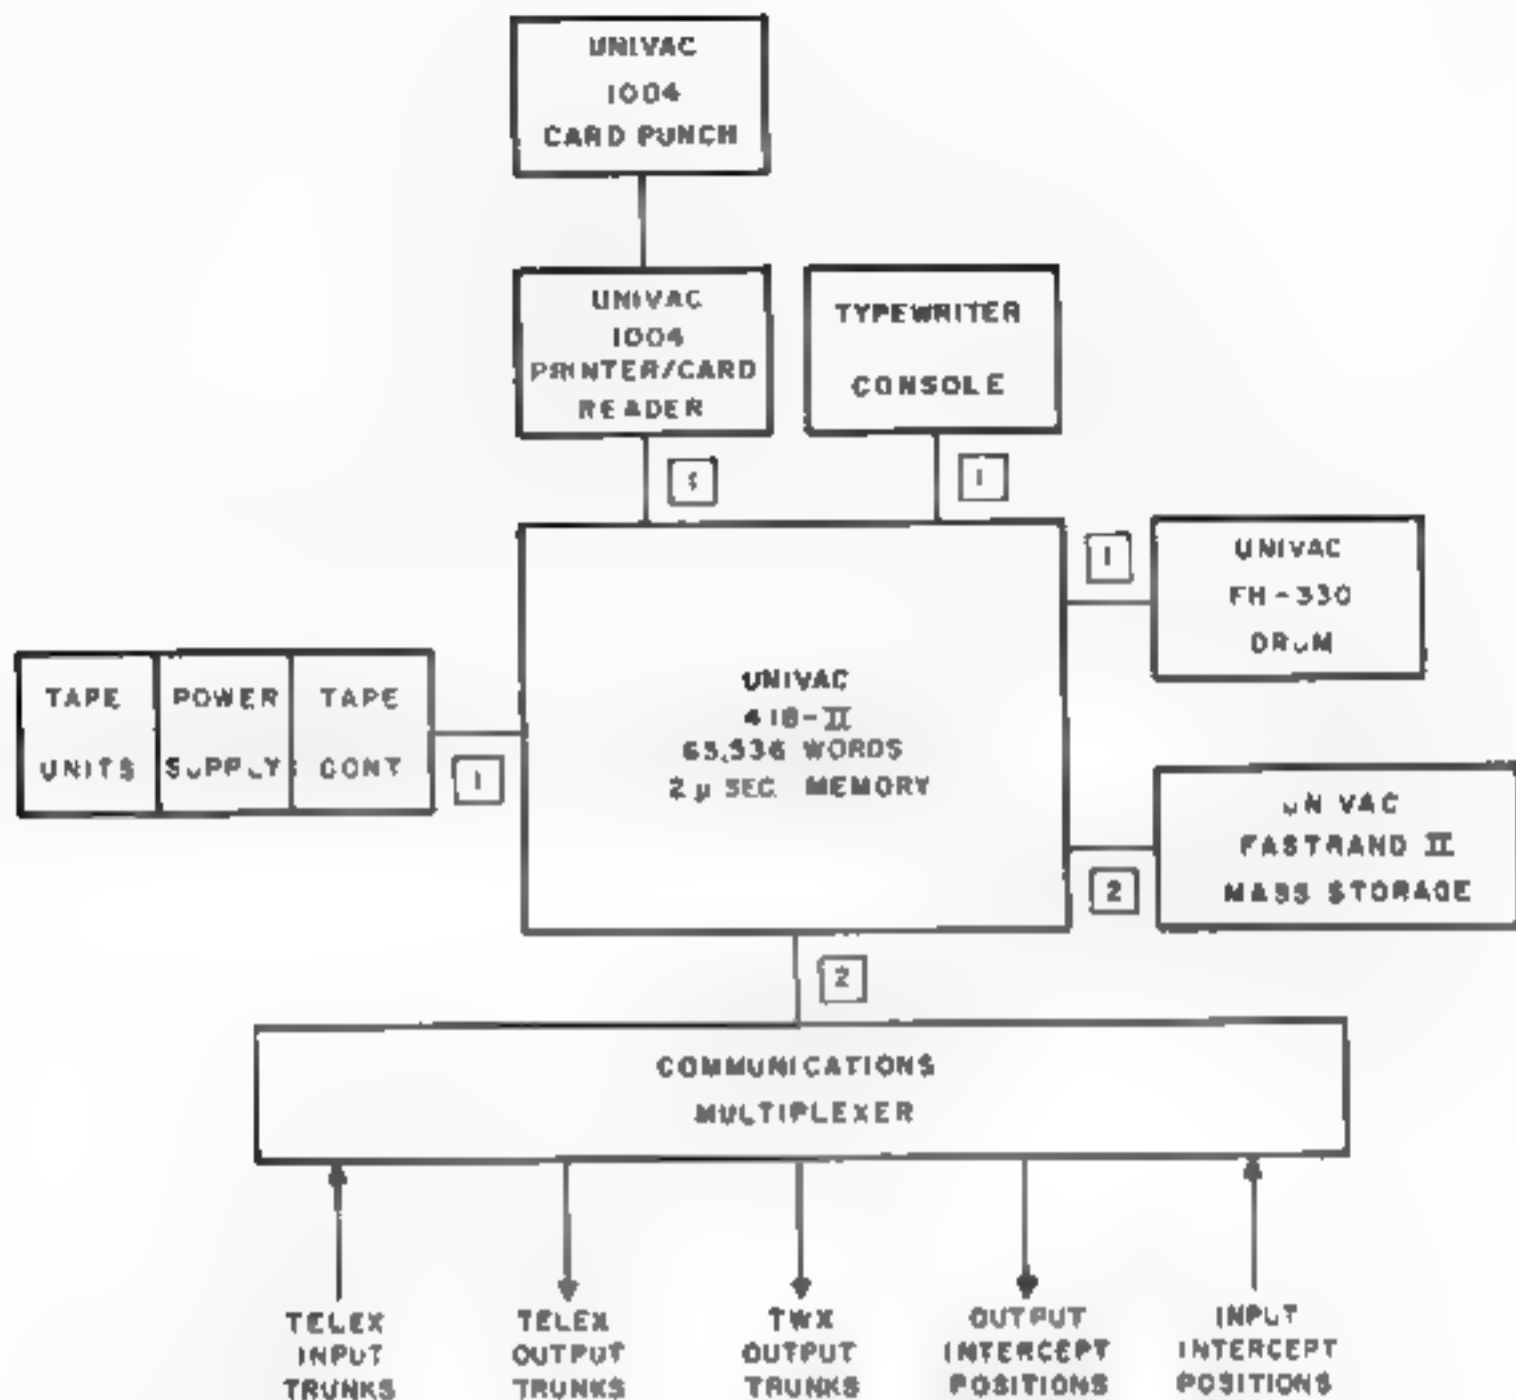 UNIVAC
1004
CARD PUNCH
UNIVAC
1004
PRINTER/CARD
READER
TYPEWRITER
CONSOLE
1
1
1
UNIVAC
FH-330
DRUM
TAPE
UNITS
POWER
SUPPLY
TAPE
CONT
1
UNIVAC
418-II
65,536 WORDS
2 μ SEC. MEMORY
UNIVAC
FASTRAND II
MASS STORAGE
2
2
COMMUNICATIONS
MULTIPLEXER
TELEX
INPUT
TRUNKS
TELEX
OUTPUT
TRUNKS
TWX
OUTPUT
TRUNKS
OUTPUT
INTERCEPT
POSITIONS
INPUT
INTERCEPT
POSITIONS